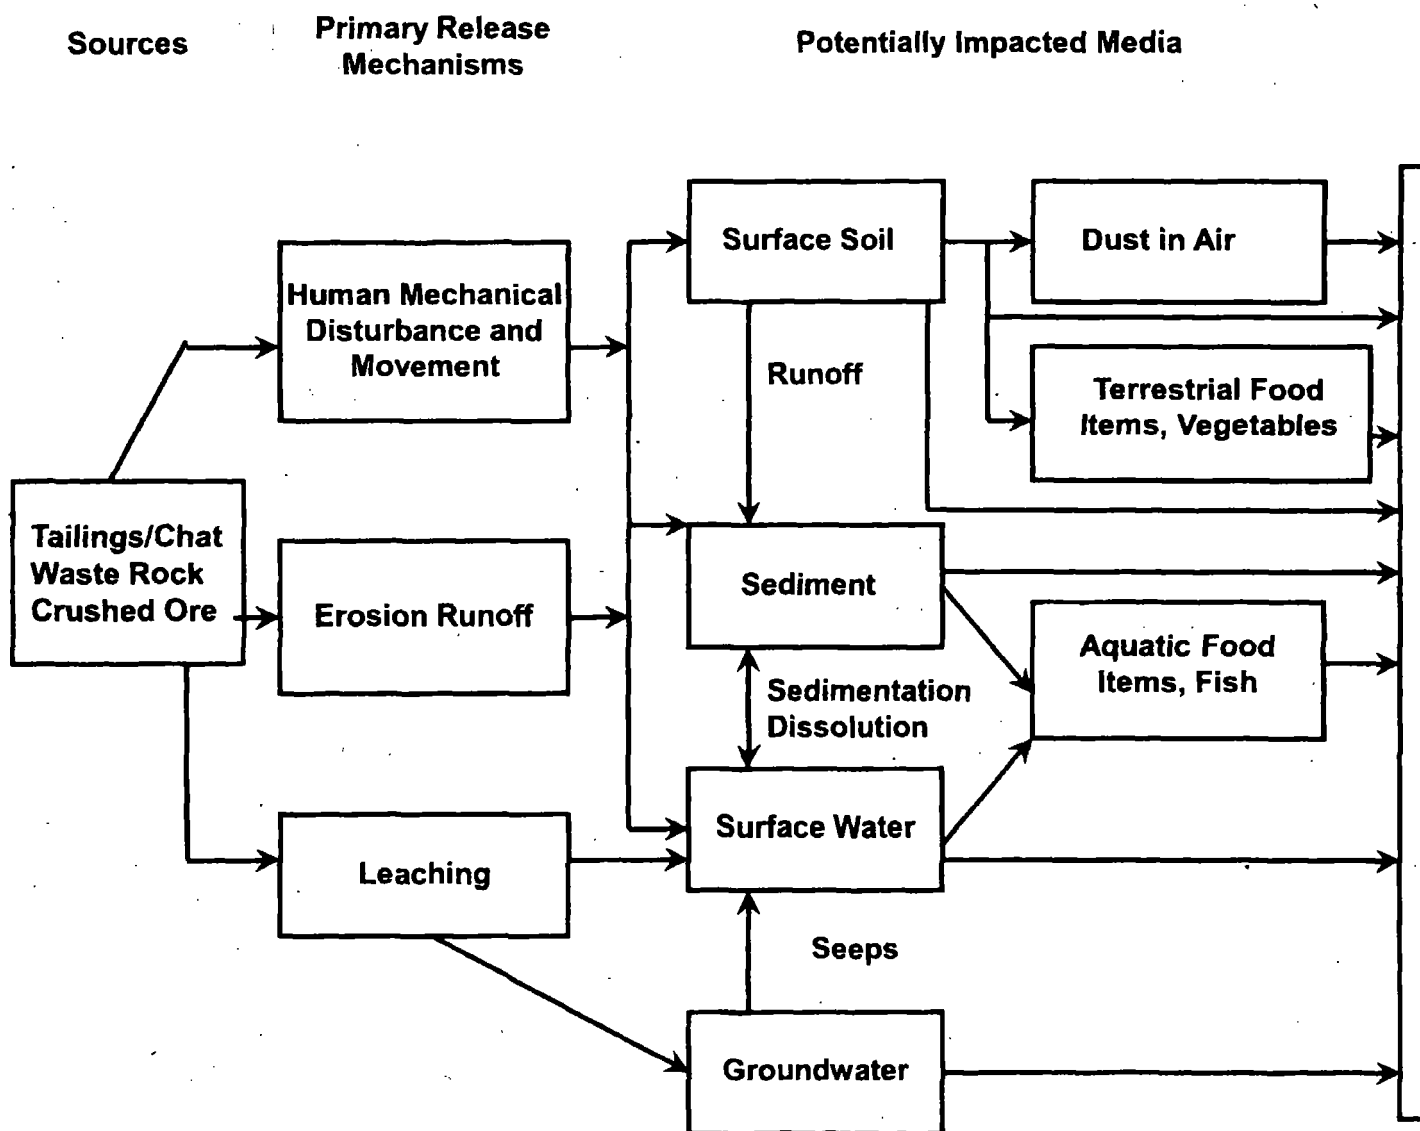 Sources
Primary Release
Mechanisms
Potentially Impacted Media
Surface Soil
Dust in Air
Human Mechanical
Disturbance and
Movement
Runoff
Terrestrial Food
Items, Vegetables
Tailings/Chat
Waste Rock
Crushed Ore
Erosion Runoff
Sediment
Aquatic Food
Items, Fish
Sedimentation
Dissolution
Surface Water
Leaching
Seeps
Groundwater